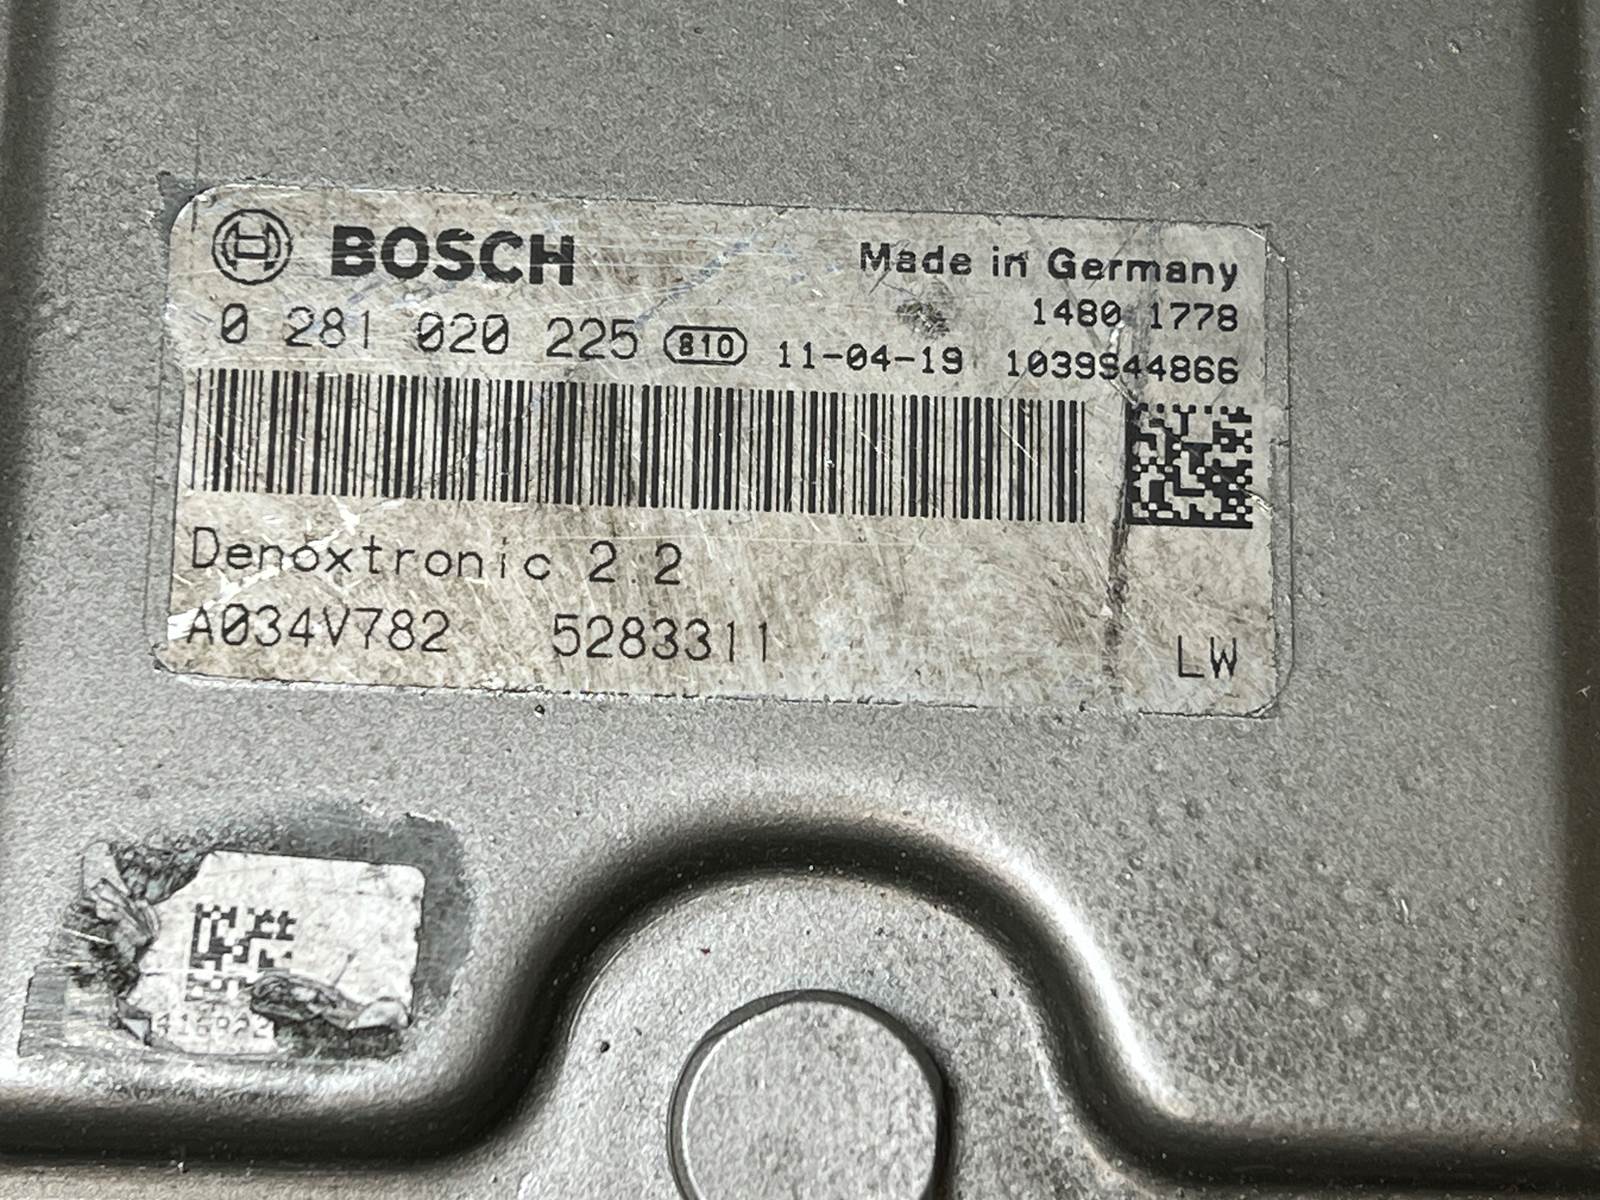 BOSCH
Made in Germany
1480 1778
0 281 020 225 810 11-04-19 1039S44866
Denoxtronic 2.2
A034V782 5283311
LW